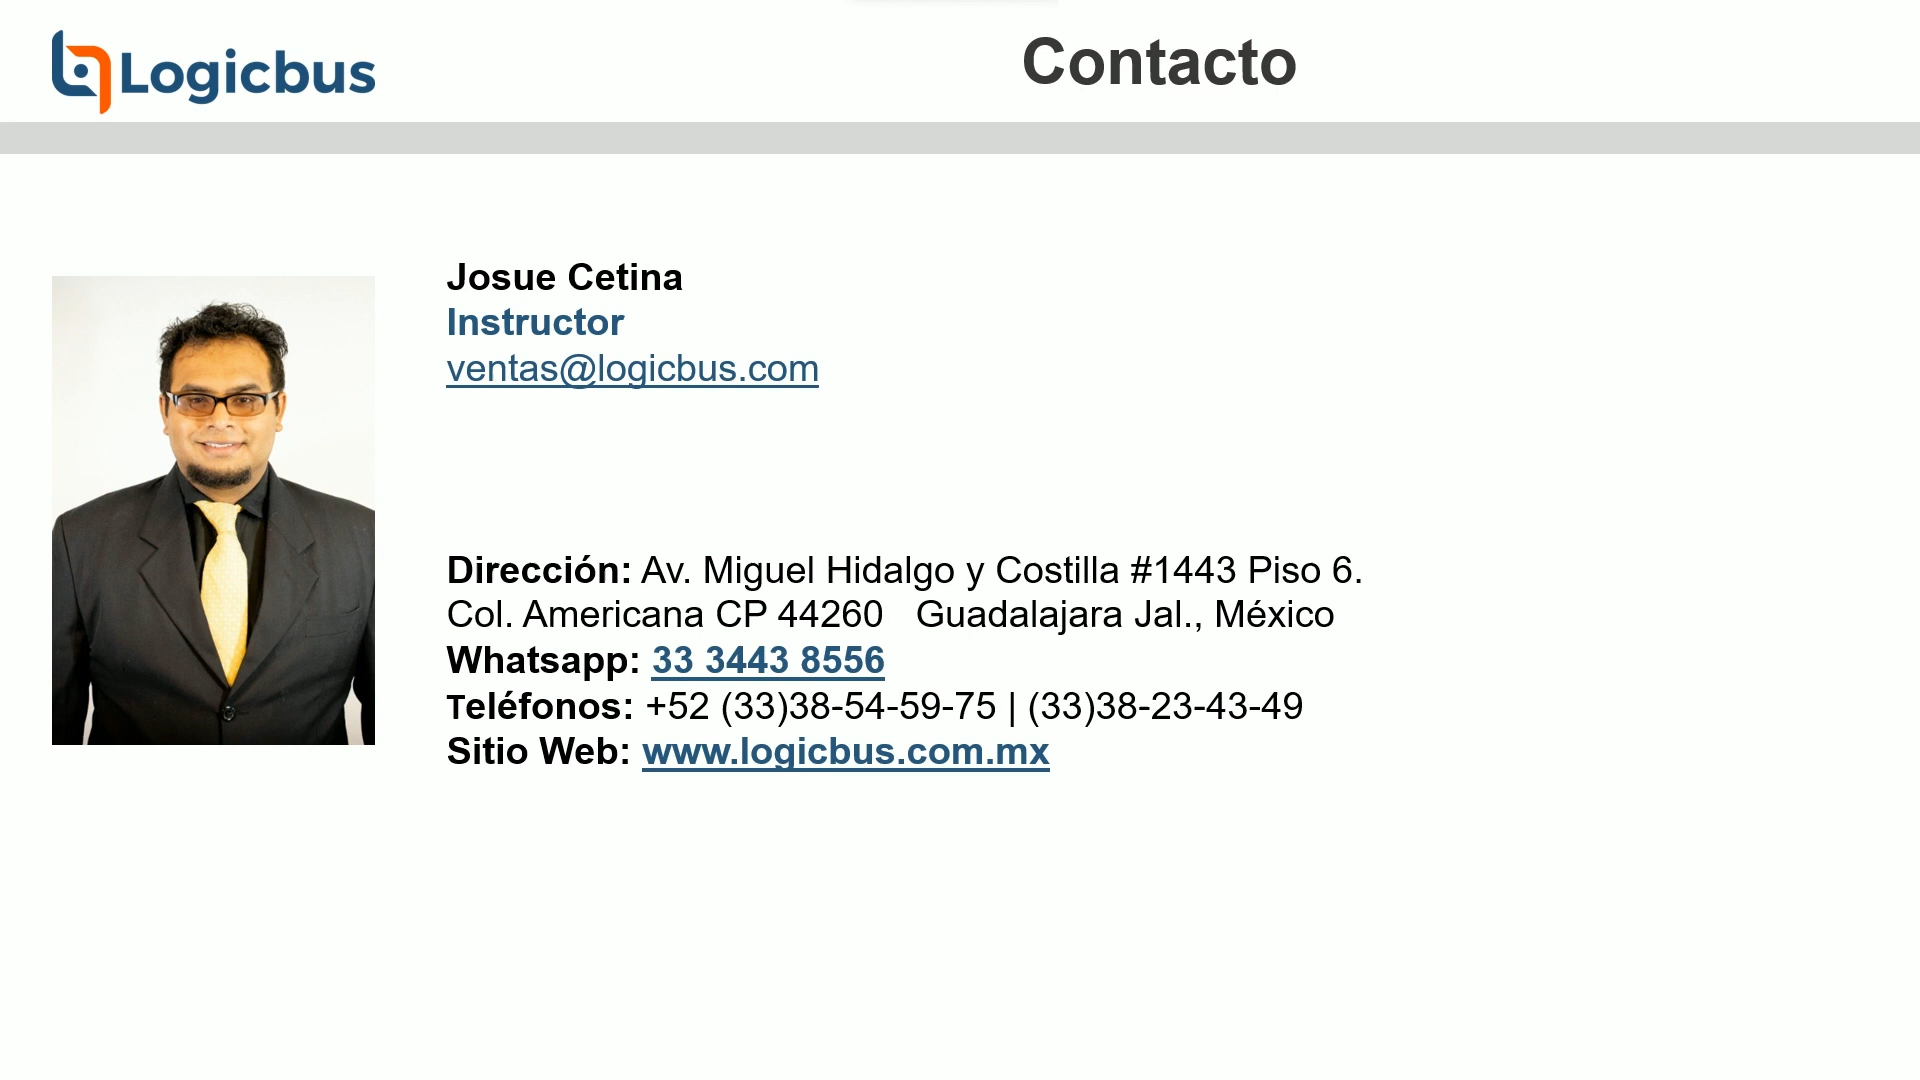 Logicbus
Contacto
Josue Cetina
Instructor
ventas@logicbus.com
Dirección: Av. Miguel Hidalgo y Costilla #1443 Piso 6.
Col. Americana CP 44260   Guadalajara Jal., México
Whatsapp: 33 3443 8556
Teléfonos: +52 (33)38-54-59-75 | (33)38-23-43-49
Sitio Web: www.logicbus.com.mx